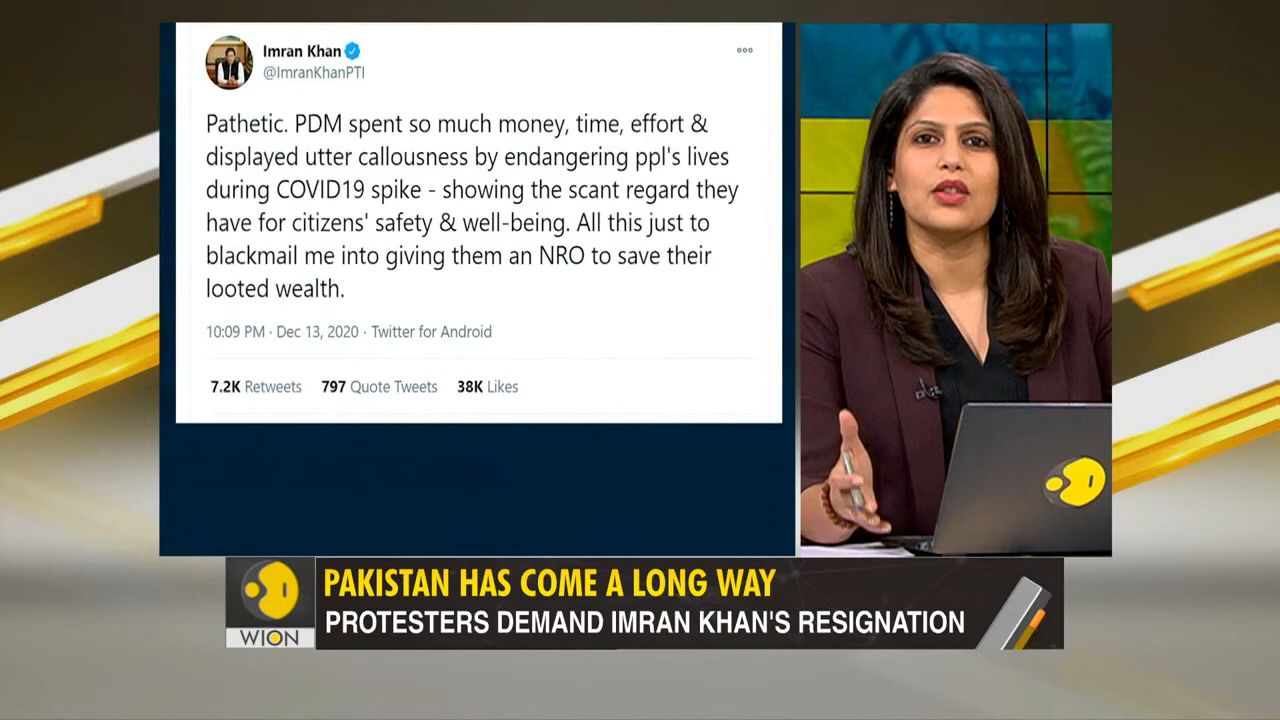 Imran Khan
@ImranKhanPTI
Pathetic. PDM spent so much money, time, effort &
displayed utter callousness by endangering ppl's lives
during COVID19 spike - showing the scant regard they
have for citizens' safety & well-being. All this just to
blackmail me into giving them an NRO to save their
looted wealth.
10:09 PM · Dec 13, 2020 · Twitter for Android
7.2K Retweets 797 Quote Tweets 38K Likes
PAKISTAN HAS COME A LONG WAY
PROTESTERS DEMAND IMRAN KHAN'S RESIGNATION
WION